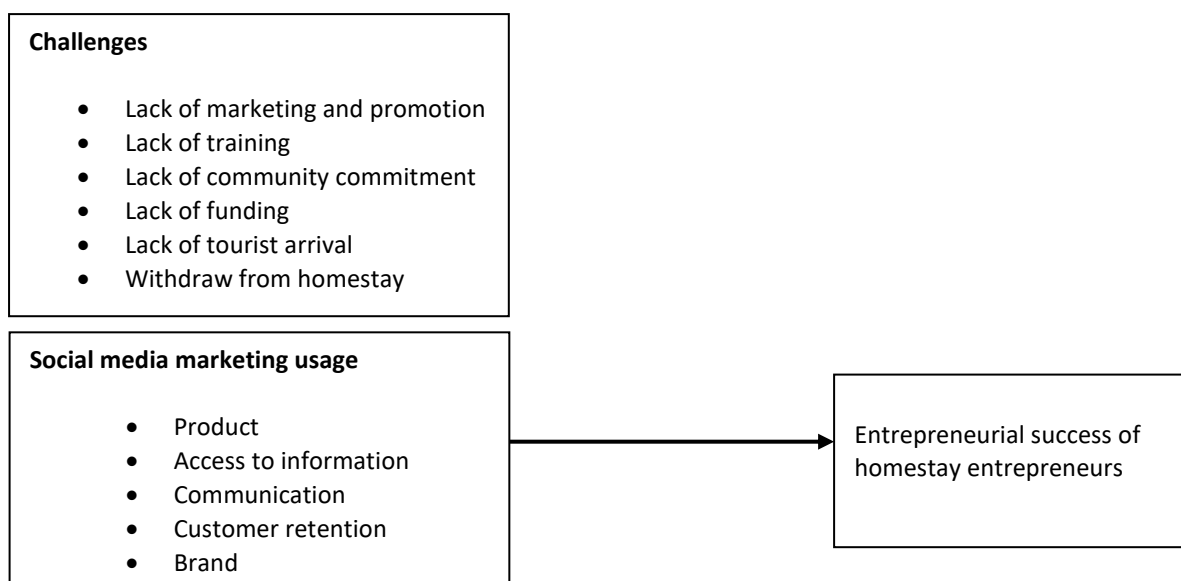 Challenges
• Lack of marketing and promotion
• Lack of training
• Lack of community commitment
• Lack of funding
• Lack of tourist arrival
• Withdraw from homestay
Social media marketing usage
• Product
• Access to information
• Communication
• Customer retention
• Brand
Entrepreneurial success of
homestay entrepreneurs